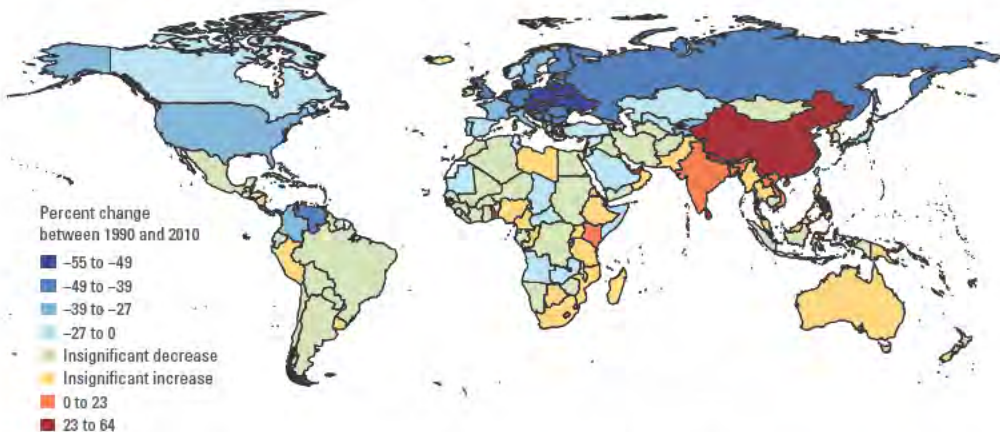 Percent change
between 1990 and 2010
−55 to −49
−49 to −39
−39 to −27
−27 to 0
Insignificant decrease
Insignificant increase
0 to 23
23 to 64